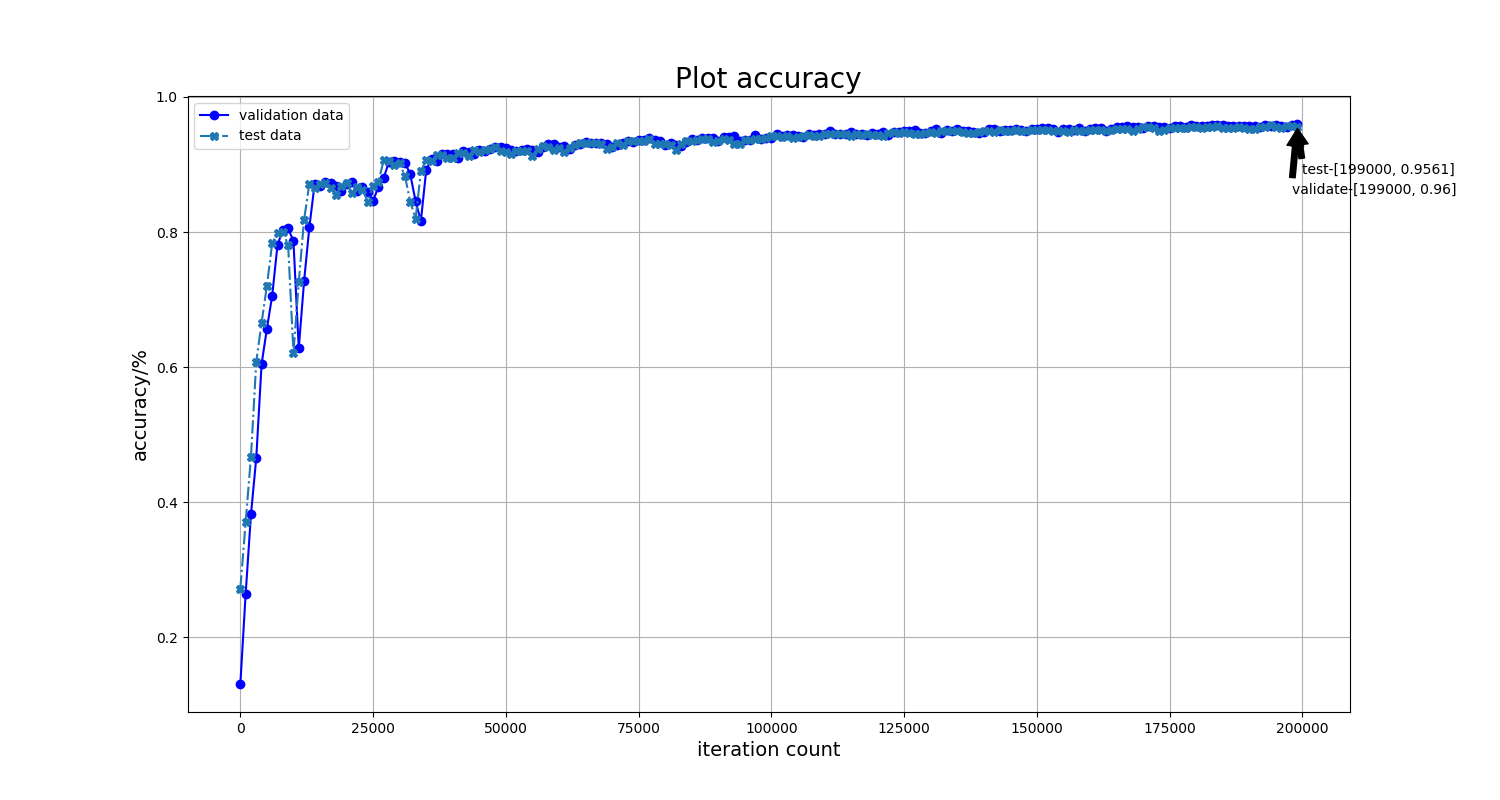 Plot accuracy
1.0
0.8
0.6
0.4
0.2
accuracy/%
validation data
test data
test-[199000, 0.9561]
validate-[199000, 0.96]
0 25000 50000 75000 100000 125000 150000 175000 200000
iteration count